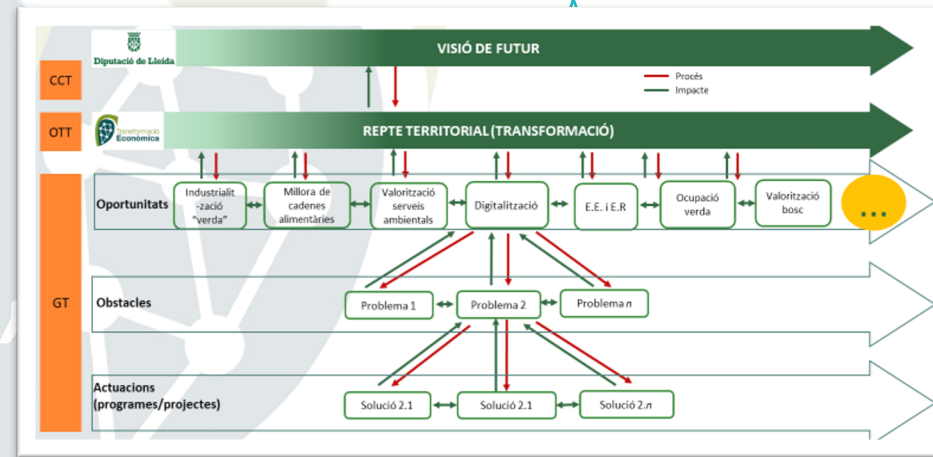 Diputació de Lleida
VISIÓ DE FUTUR
CCT
Procés
Impacte
OTT
Transformació
Econòmica
REPTE TERRITORIAL (TRANSFORMACIÓ)
GT
Oportunitats
Industrialit
-zació
"verda"
Millora de
cadenes
alimentàries
Valorització
serveis
ambientals
Digitalització
E.E. i E.R
Ocupació
verda
Valorització
bosc
...
Obstacles
Problema 1
Problema 2
Problema n
Actuacions
(programes/projectes)
Solució 2.1
Solució 2.1
Solució 2.n